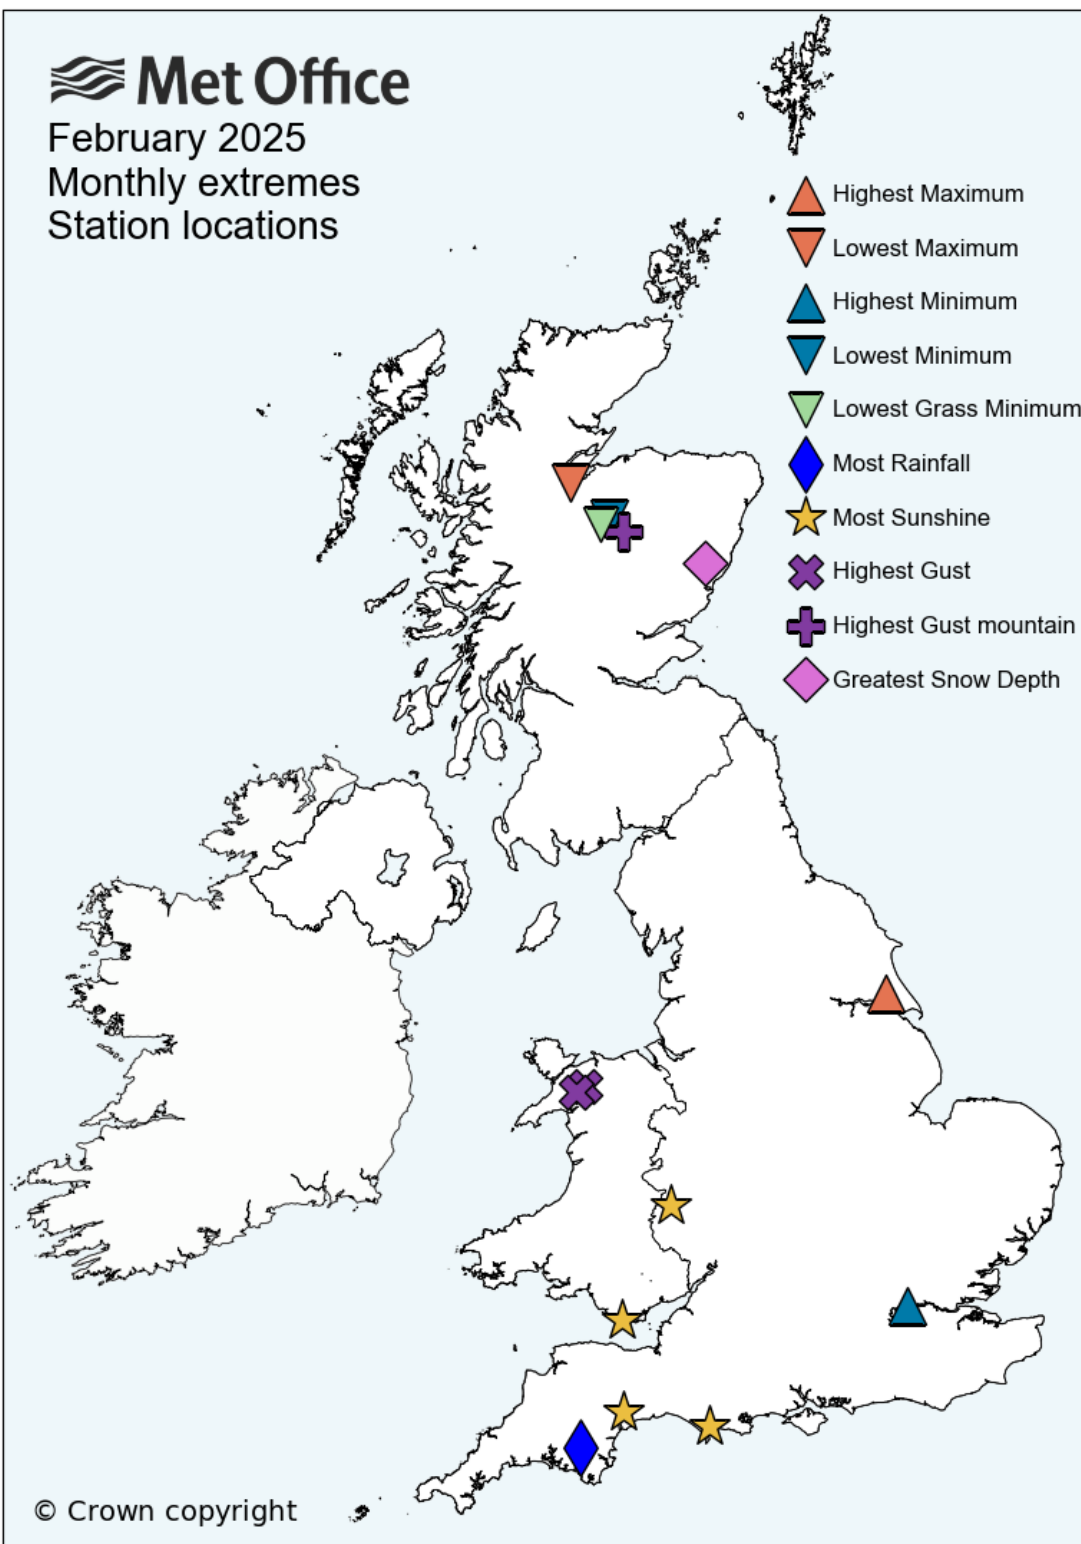 Met Office
February 2025
Monthly extremes
Station locations
Highest Maximum
Lowest Maximum
Highest Minimum
Lowest Minimum
Lowest Grass Minimum
Most Rainfall
Most Sunshine
Highest Gust
Highest Gust mountain
Greatest Snow Depth
© Crown copyright